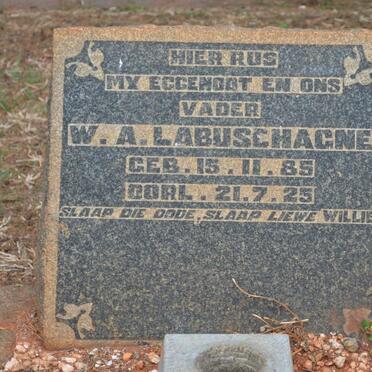 HIER RUS
MY EGGENOOT EN ONS
VADER
W. A. LABUSCHAGNE
GEB. 15. 11. 85
OORL. 21. 7. 25
SLAAP DIE OODE, SLAAP LIEWE WILLIE